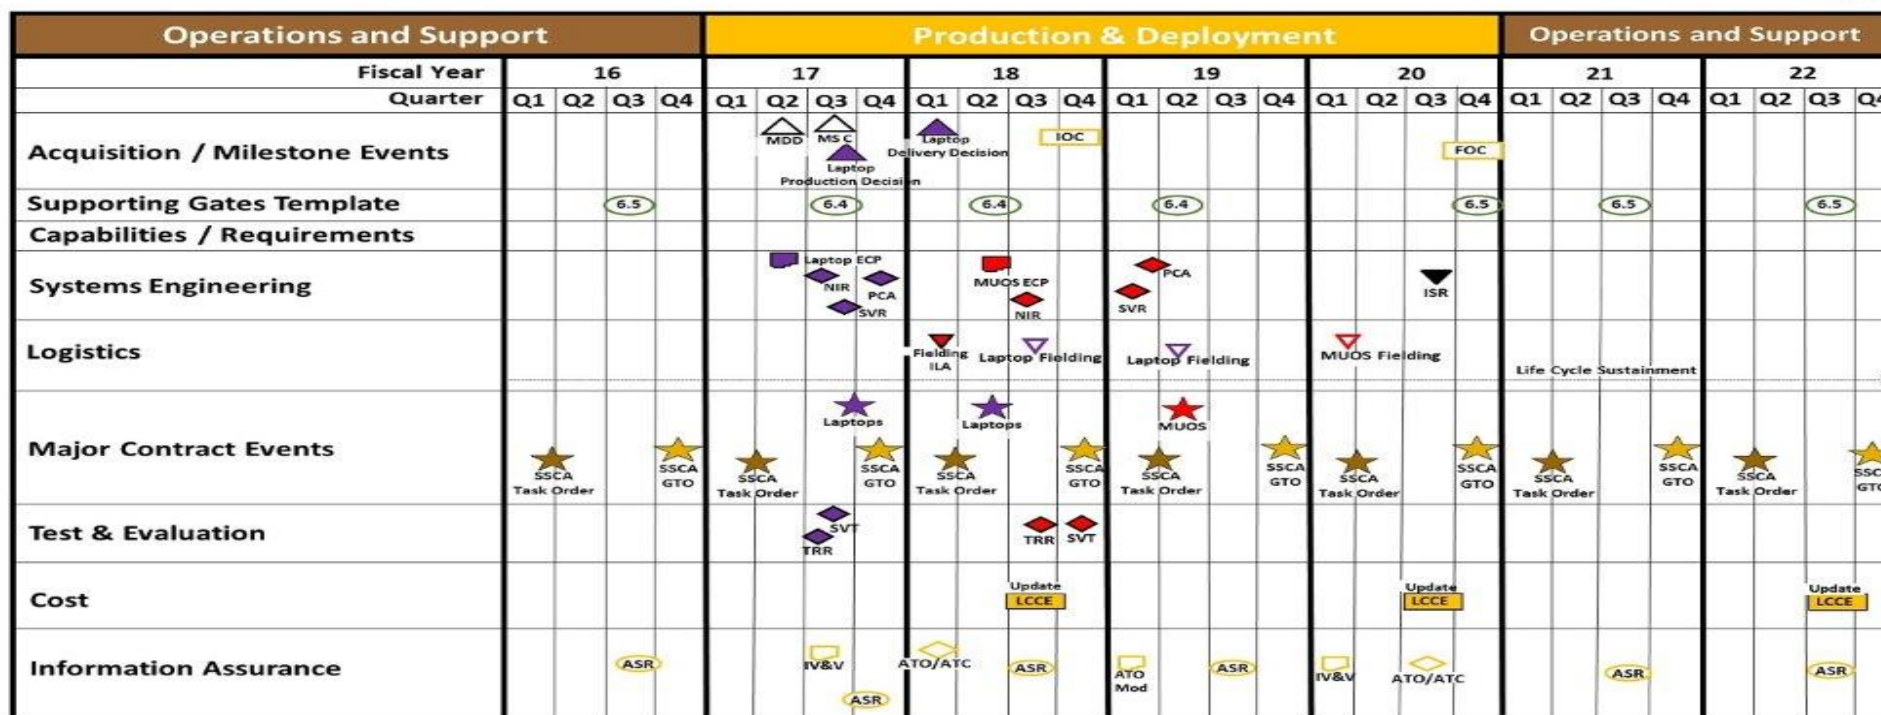 Operations and Support Production & Deployment Operations and Support
Fiscal Year 16 17 18 19 20 21 22
Quarter Q1 Q2 Q3 Q4 Q1 Q2 Q3 Q4 Q1 Q2 Q3 Q4 Q1 Q2 Q3 Q4 Q1 Q2 Q3 Q4 Q1 Q2 Q3 Q4 Q1 Q2 Q3 Q4
Acquisition / Milestone Events
MDD MS C Laptop IOC
Delivery Decision FOC
Laptop
Production Decision
Supporting Gates Template 6.5 6.4 6.4 6.4 6.5 6.5 6.5
Capabilities / Requirements
Systems Engineering
Laptop ECP
NIR PCA MUOS ECP PCA ISR
SVR NIR SVR
Logistics
Fielding Laptop Fielding Laptop Fielding MUOS Fielding
ILA
Life Cycle Sustainment
Major Contract Events
Laptops Laptops MUOS
SSCA SSCA SSCA SSCA SSCA SSCA SSCA SSCA SSCA SSCA SSCA SSCA SSCA SSC
Task Order GTO Task Order GTO Task Order GTO Task Order GTO Task Order GTO Task Order GTO Task Order GTO
Test & Evaluation
SVT TRR SVT
TRR
Cost
Update Update Update
LCCE LCCE LCCE
Information Assurance
ASR IV&V ATO/ATC ASR ATO ASR IV&V ATO/ATC ASR ASR
Mod
ASR